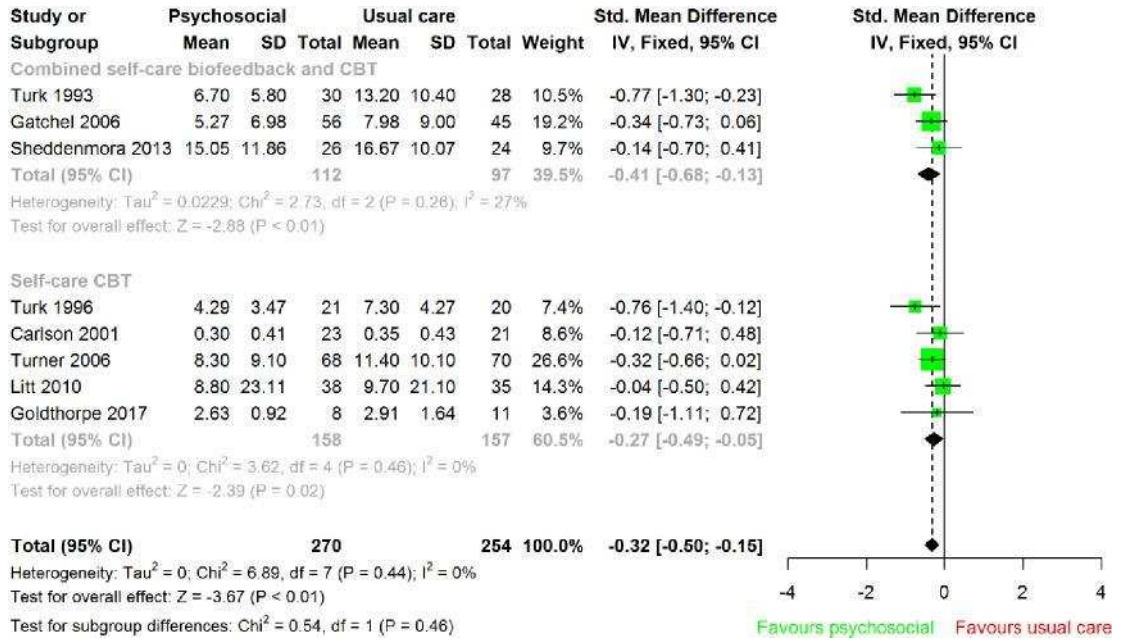 Study or Psychosocial Usual care Std. Mean Difference Std. Mean Difference
Subgroup Mean SD Total Mean SD Total Weight IV, Fixed, 95% CI IV, Fixed, 95% CI
Combined self-care biofeedback and CBT
Turk 1993 6.70 5.80 30 13.20 10.40 28 10.5% -0.77 [-1.30; -0.23)
Gatchel 2006 5.27 6.98 56 7.98 9.00 45 19.2% -0.34 [-0.73; 0.06]
Sheddenmora 2013 15.05 11.86 26 16.67 10.07 24 9.7% -0.14 [-0.70; 0.41]
Total (95% CI) 112 97 39.5% -0.41 [-0.68; -0.13]
Heterogeneity: Tau² = 0.0229; Chi² = 2.73, df = 2 (P = 0.26); I² = 27%
Test for overall effect: Z = -2.88 (P < 0.01)
Self-care CBT
Turk 1996 4.29 3.47 21 7.30 4.27 20 7.4% -0.76 [-1.40; -0.12]
Carlson 2001 0.30 0.41 23 0.35 0.43 21 8.6% -0.12 [-0.71; 0.48]
Turner 2006 8.30 9.10 68 11.40 10.10 70 26.6% -0.32 [-0.66; 0.02]
Litt 2010 8.80 23.11 38 9.70 21.10 35 14.3% -0.04 [-0.50; 0.42]
Goldthorpe 2017 2.63 0.92 8 2.91 1.64 11 3.6% -0.19 [-1.11; 0.72]
Total (95% CI) 158 157 60.5% -0.27 [-0.49; -0.05]
Heterogeneity: Tau² = 0; Chi² = 3.62, df = 4 (P = 0.46); I² = 0%
Test for overall effect: Z = -2.39 (P = 0.02)
Total (95% CI) 270 254 100.0% -0.32 [-0.50; -0.15]
Heterogeneity: Tau² = 0; Chi² = 6.89, df = 7 (P = 0.44); I² = 0%
Test for overall effect: Z = -3.67 (P < 0.01)
-4 -2 0 2 4
Test for subgroup differences: Chi² = 0.54, df = 1 (P = 0.46)
Favours psychosocial Favours usual care